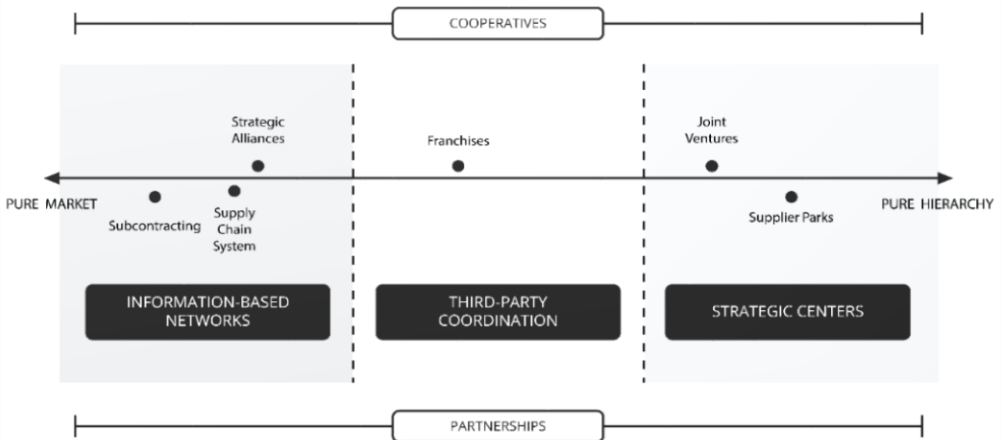 COOPERATIVES
Strategic
Alliances
Franchises
Joint
Ventures
PURE MARKET
PURE HIERARCHY
Subcontracting
Supply
Chain
System
Supplier Parks
INFORMATION-BASED
NETWORKS
THIRD-PARTY
COORDINATION
STRATEGIC CENTERS
PARTNERSHIPS